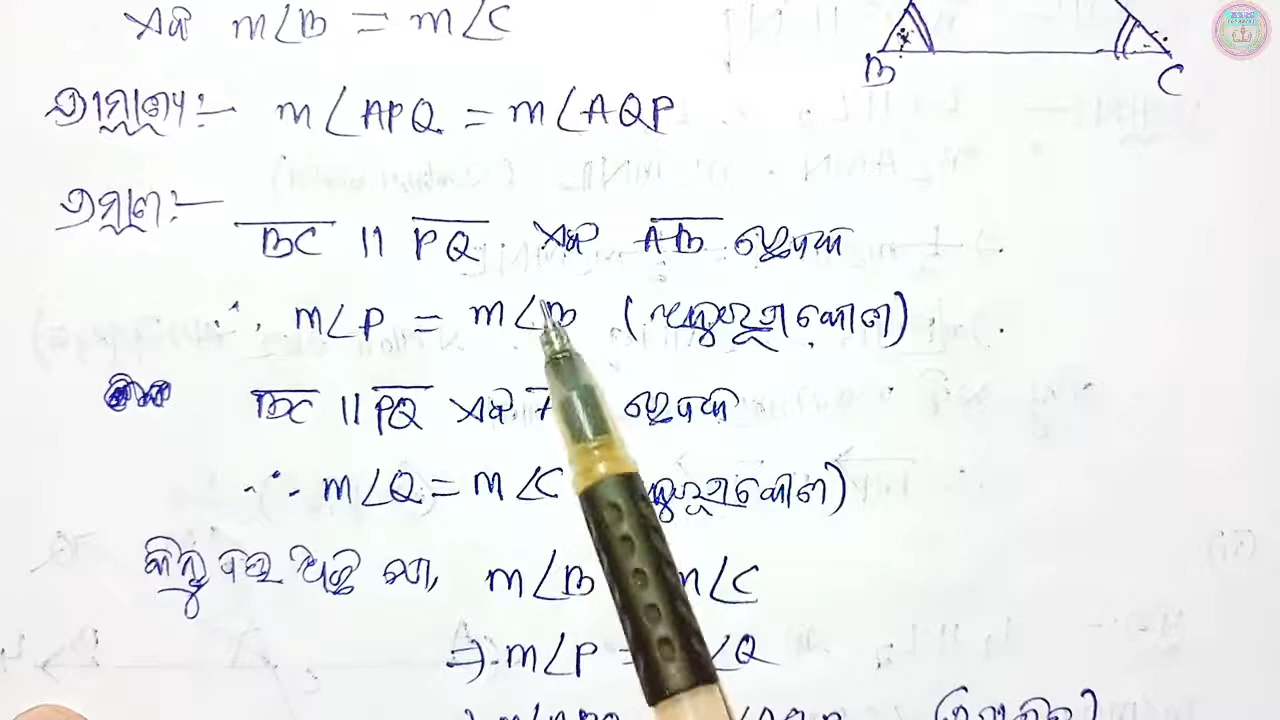 ଏବଂ m∠B = m∠C
B C
ପ୍ରାମାଣ୍ୟ :- m∠APQ = m∠AQP
ପ୍ରମାଣ :-
BC || PQ ଏବଂ AB ଛେଦକ
∴ m∠P = m∠B (ଅନୁରୂପ କୋଣ)
BC || PQ ଏବଂ ଛେଦକ
∴ m∠Q = m∠C କୋଣ)
କିନ୍ତୁ ଦତ୍ତ ଅଛି ଯେ, m∠B m∠C
⇒ m∠P = ∠Q